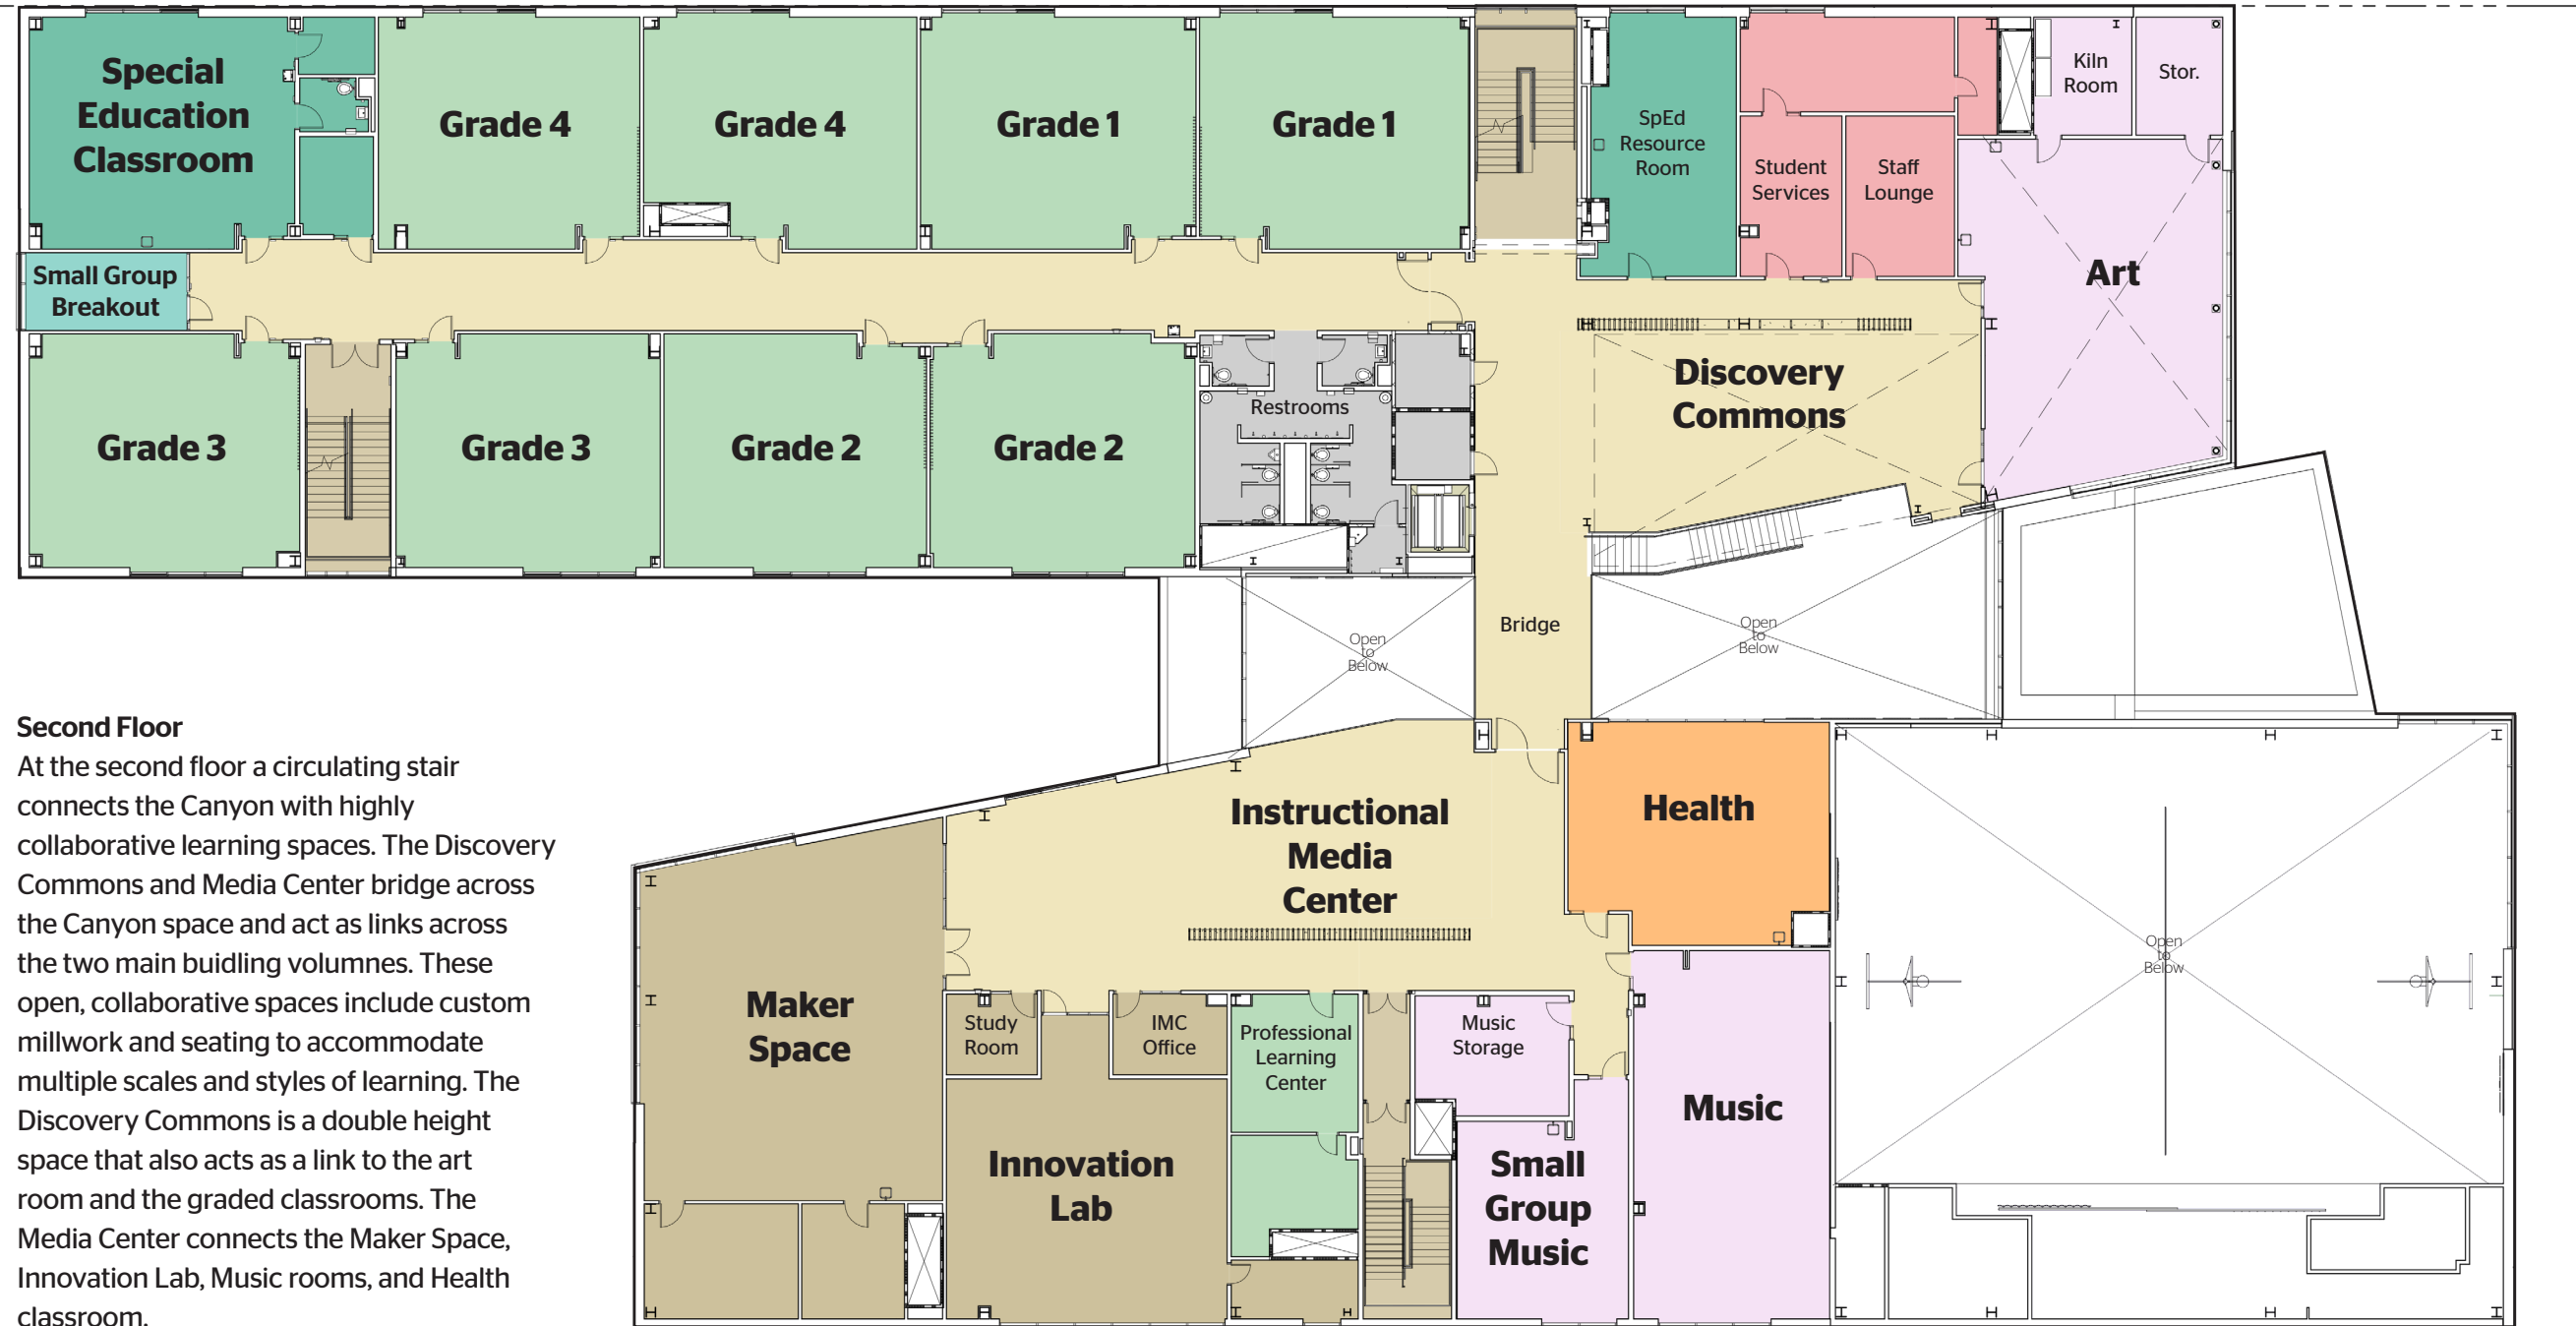 Special
Education
Classroom
Grade 4
Grade 4
Grade 1
Grade 1
SpEd
Resource
Room
Student
Services
Staff
Lounge
Kiln
Room
Stor.
Art
Small Group
Breakout
Grade 3
Grade 3
Grade 2
Grade 2
Restrooms
Discovery
Commons
Bridge
Open
to
Below
Open
to
Below
Second Floor
At the second floor a circulating stair
connects the Canyon with highly
collaborative learning spaces. The Discovery
Commons and Media Center bridge across
the Canyon space and act as links across
the two main buidling volumnes. These
open, collaborative spaces include custom
millwork and seating to accommodate
multiple scales and styles of learning. The
Discovery Commons is a double height
space that also acts as a link to the art
room and the graded classrooms. The
Media Center connects the Maker Space,
Innovation Lab, Music rooms, and Health
classroom.
Instructional
Media
Center
Health
Maker
Space
Study
Room
IMC
Office
Professional
Learning
Center
Music
Storage
Innovation
Lab
Small
Group
Music
Music
Open
to
Below